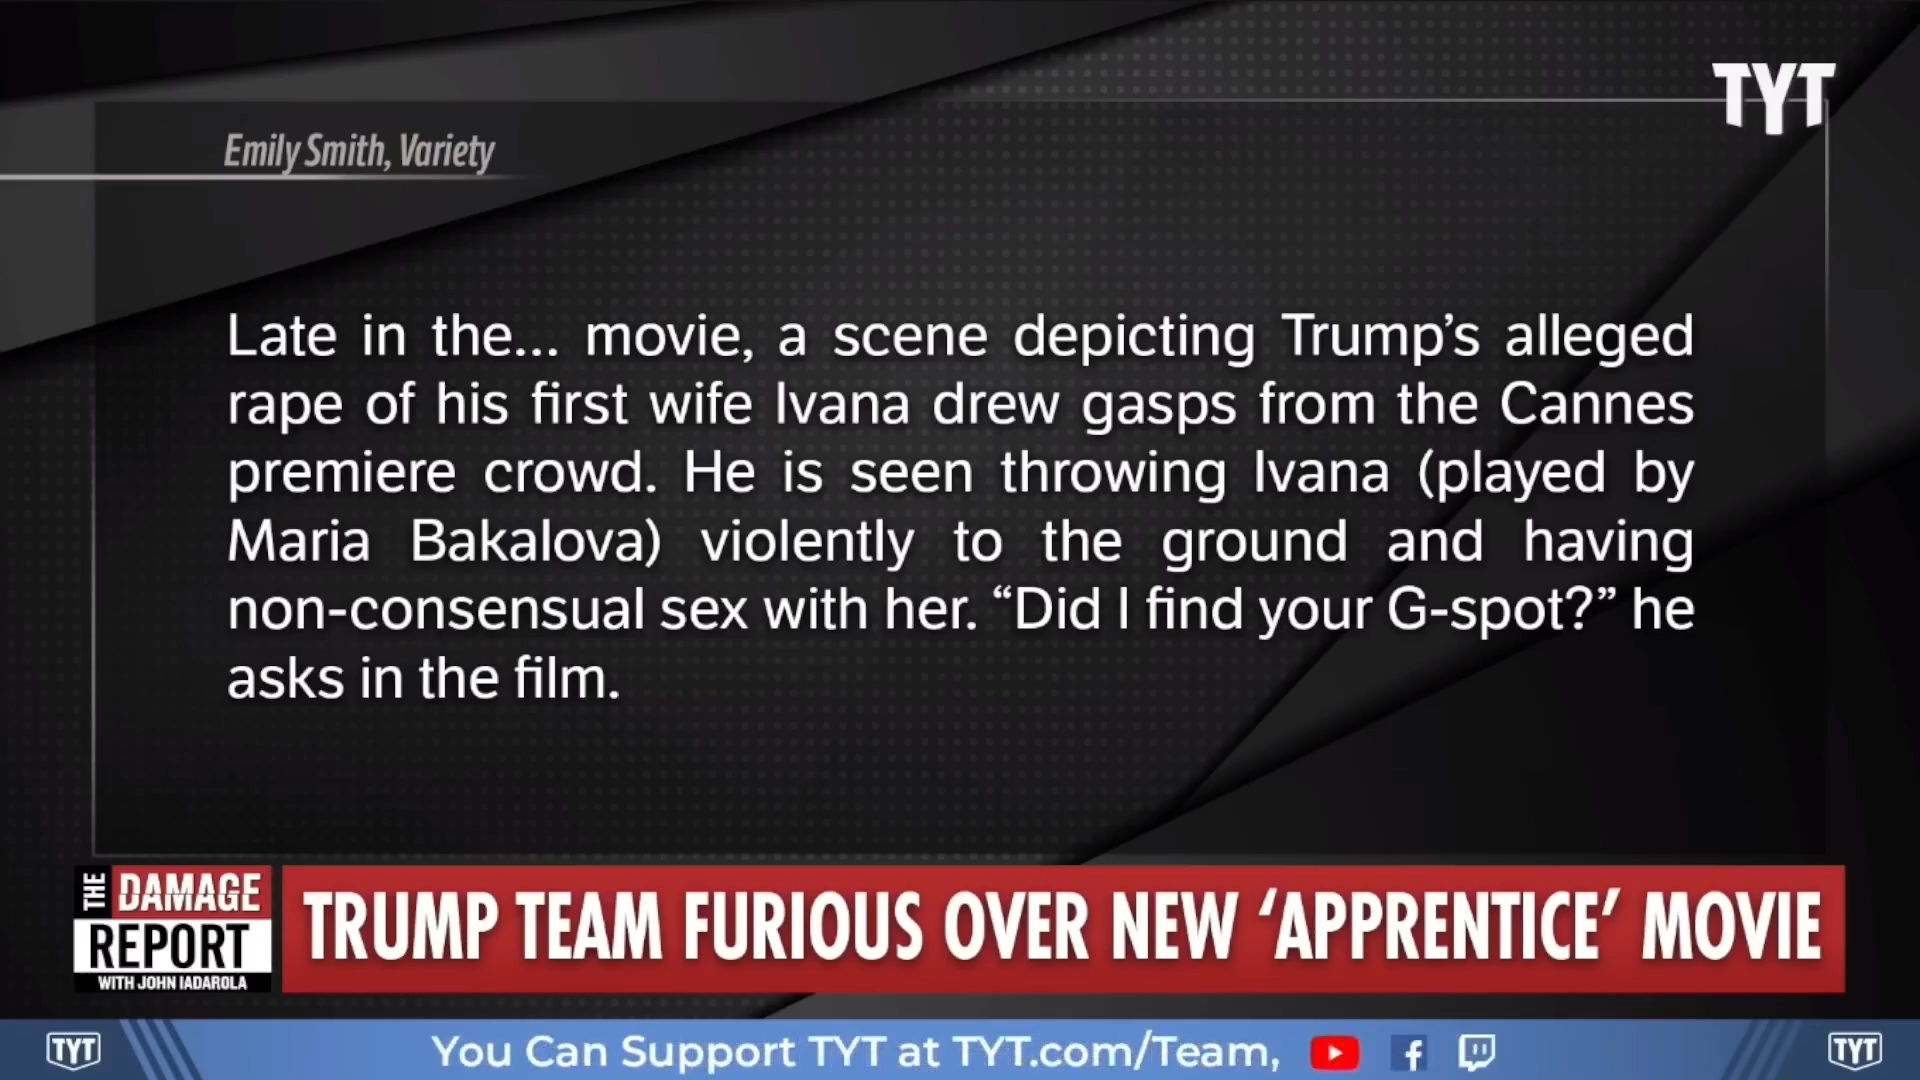 TYT
Emily Smith, Variety
Late in the... movie, a scene depicting Trump’s alleged
rape of his first wife Ivana drew gasps from the Cannes
premiere crowd. He is seen throwing Ivana (played by
Maria Bakalova) violently to the ground and having
non-consensual sex with her. “Did I find your G-spot?” he
asks in the film.
THE DAMAGE
REPORT
WITH JOHN IADAROLA
TRUMP TEAM FURIOUS OVER NEW ‘APPRENTICE’ MOVIE
TYT
You Can Support TYT at TYT.com/Team,
TYT